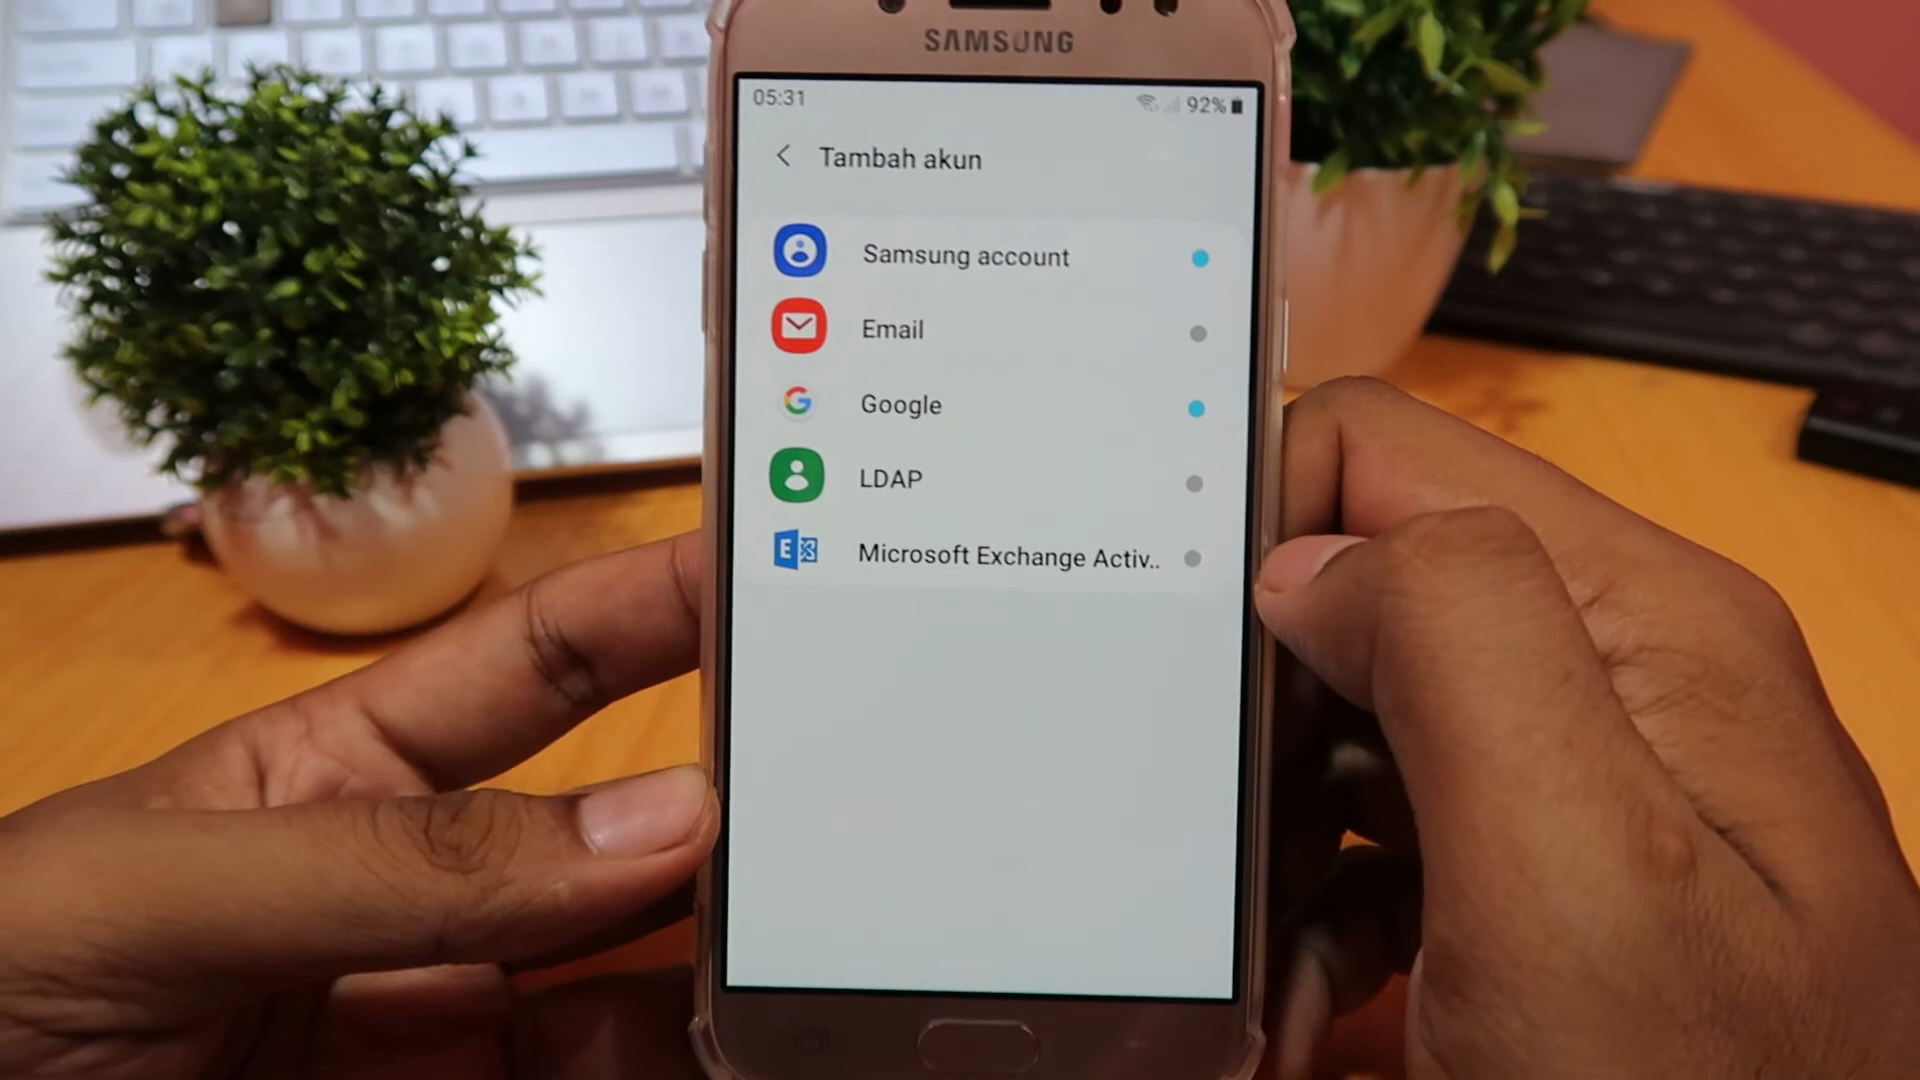 SAMSUNG
05:31
92%
Tambah akun
Samsung account
Email
Google
LDAP
Microsoft Exchange Activ..